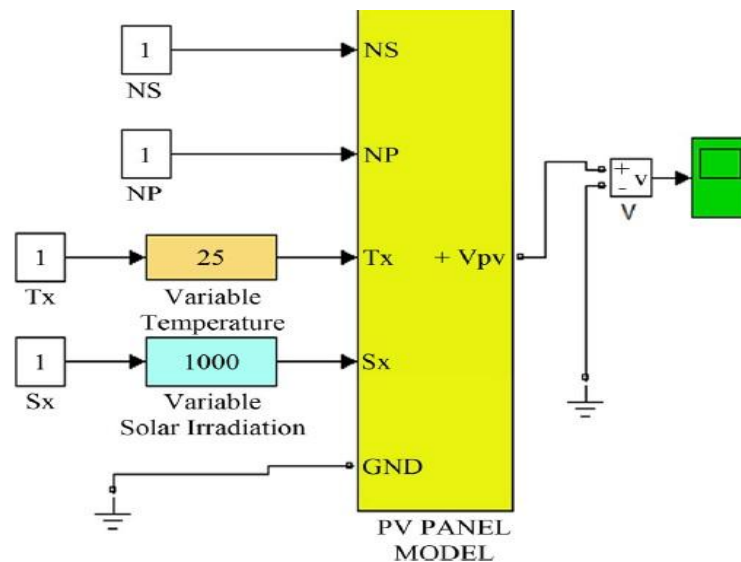 1
NS
NS
1
NP
NP
1
Tx
25
Variable
Temperature
Tx
+ Vpv
+
-
v
V
1
Sx
1000
Variable
Solar Irradiation
Sx
GND
PV PANEL
MODEL